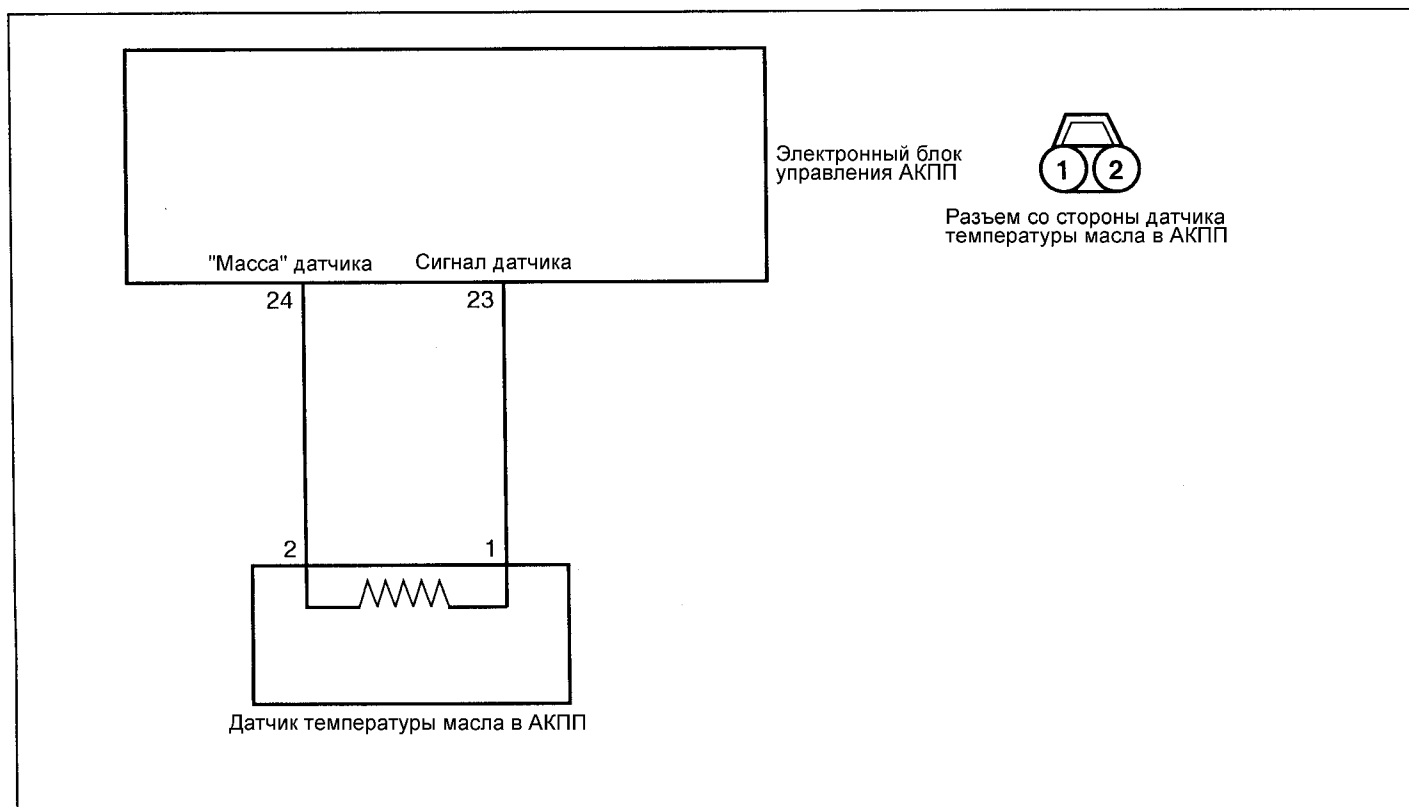 Электронный блок
управления АКПП
1 2
Разъем со стороны датчика
температуры масла в АКПП
"Масса" датчика Сигнал датчика
24 23
2 1
Датчик температуры масла в АКПП